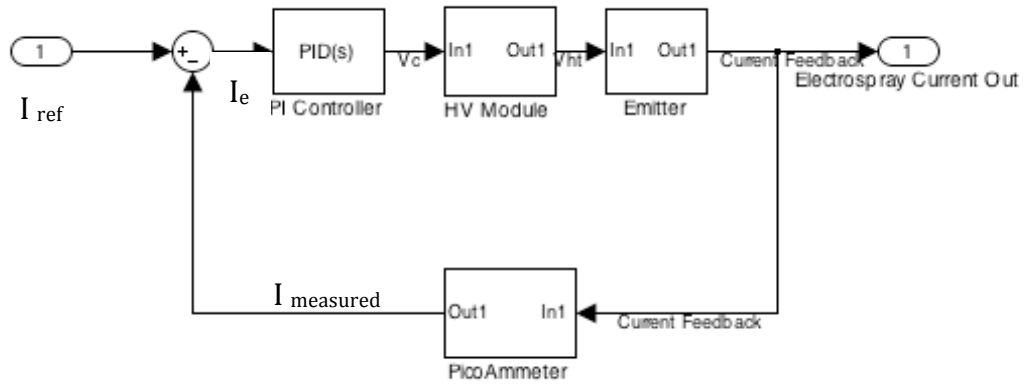 1
+
−
PID(s)
Vc
In1
Out1
Vht
In1
Out1
Current Feedback
1
Electrospray Current Out
I ref
Ie
PI Controller
HV Module
Emitter
I measured
Out1
In1
Current Feedback
PicoAmmeter